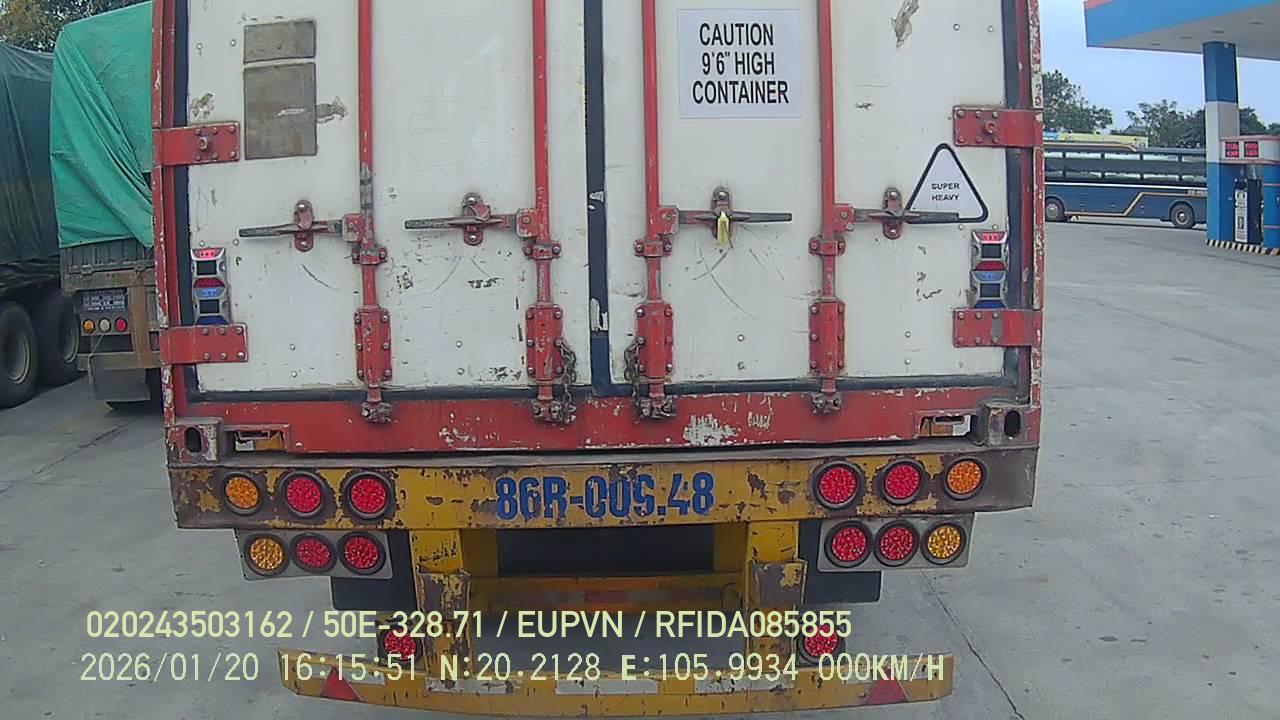 CAUTION
9'6" HIGH
CONTAINER
SUPER
HEAVY
86R-009.48
020243503162 / 50E-328.71 / EUPVN / RFIDA085855
2026/01/20 16:15:51 N:20.2128 E:105.9934 000KM/H